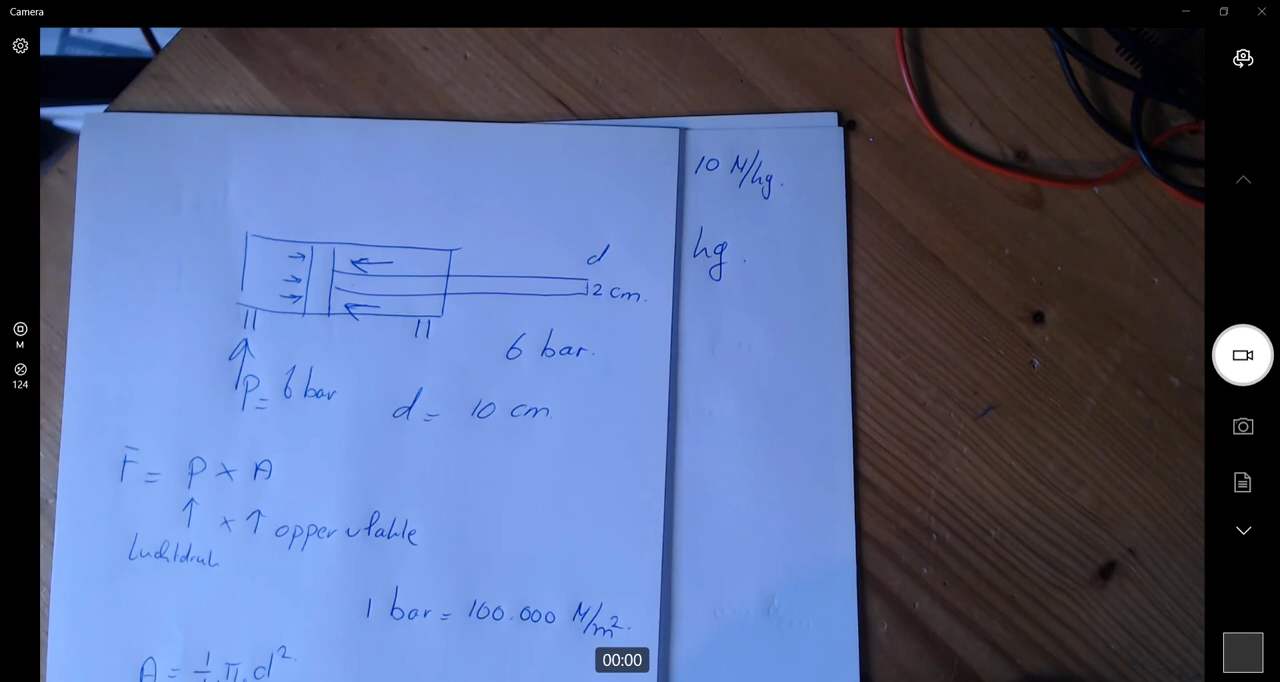 Camera
10 N/kg.
d
kg.
2 cm.
6 bar.
P = 6 bar
d = 10 cm
F = P x A
↑ x ↑ oppervlakte
Luchtdruk
1 bar = 100.000 N/m².
A = π.d²
M
124
00:00